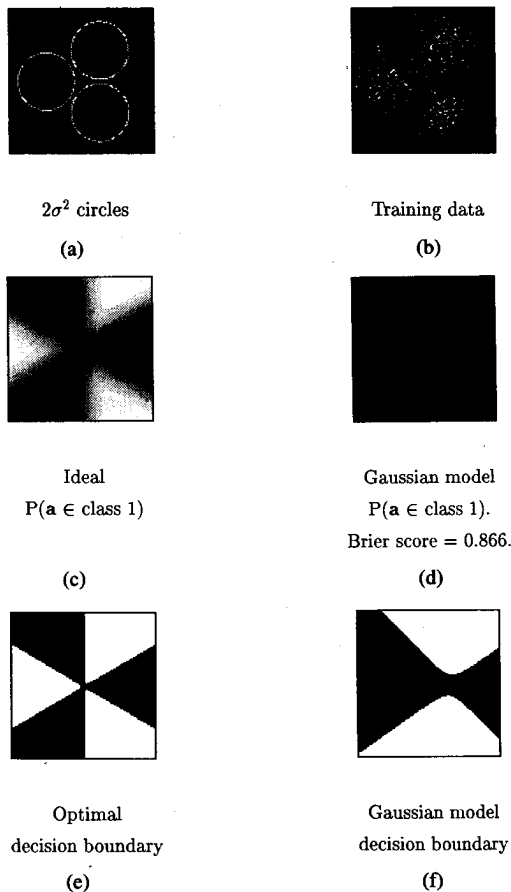 2σ² circles
(a)
Training data
(b)
Ideal
P(a ∈ class 1)
(c)
Gaussian model
P(a ∈ class 1).
Brier score = 0.866.
(d)
Optimal
decision boundary
(e)
Gaussian model
decision boundary
(f)